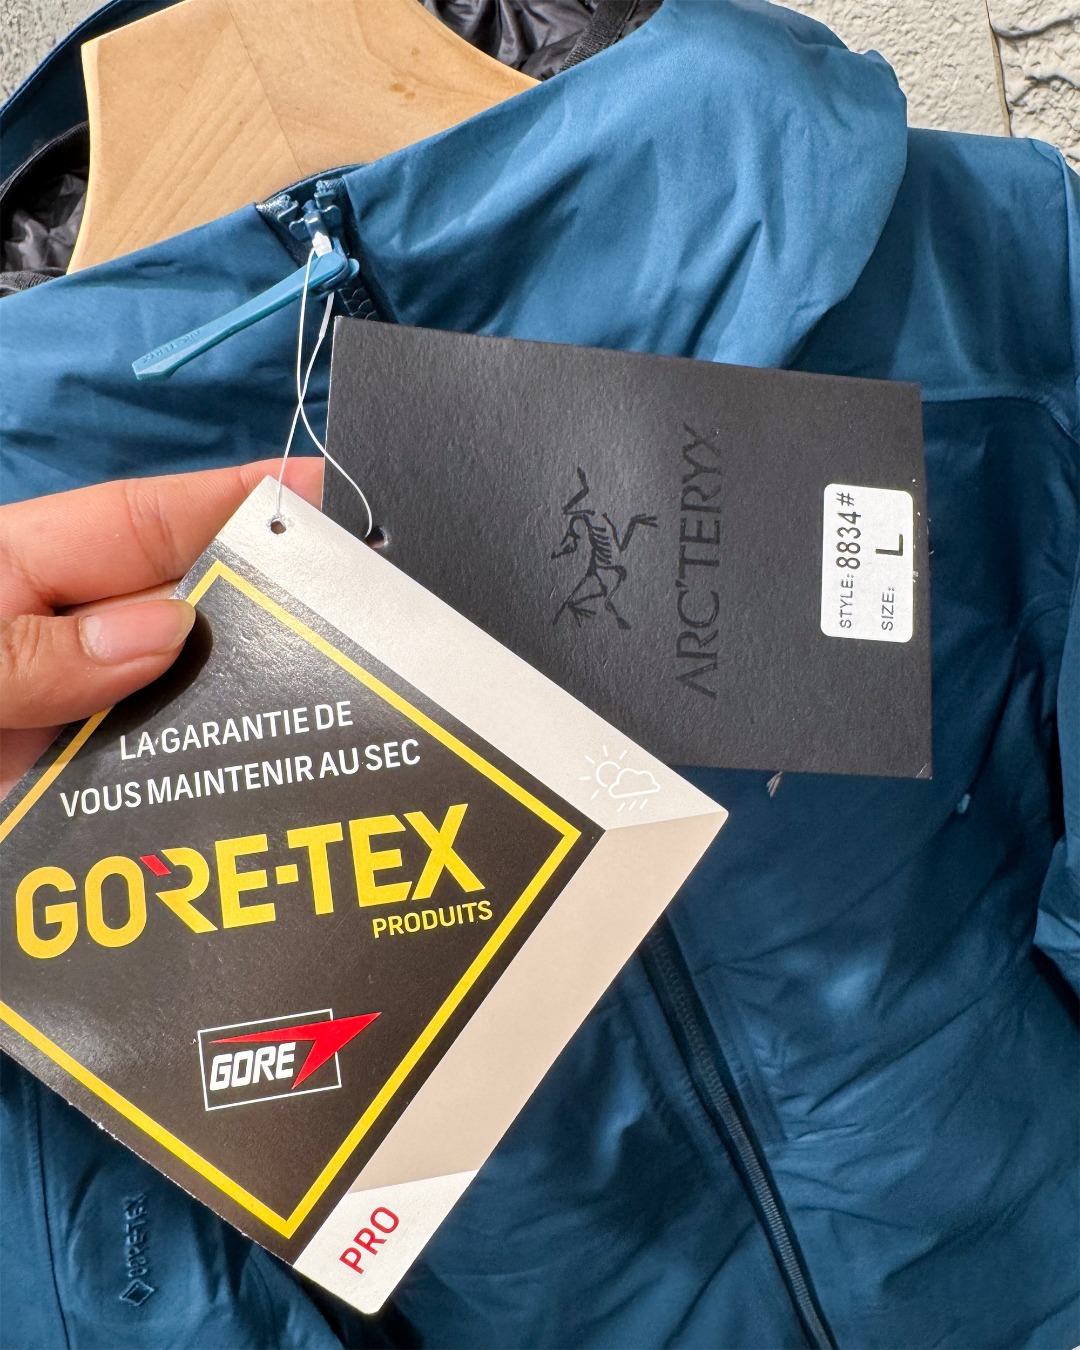 LA GARANTIE DE
VOUS MAINTENIR AU SEC
GORE-TEX
PRODUITS
GORE
PRO
ARC'TERYX
STYLE: 8834#
SIZE: L
GORE-TEX